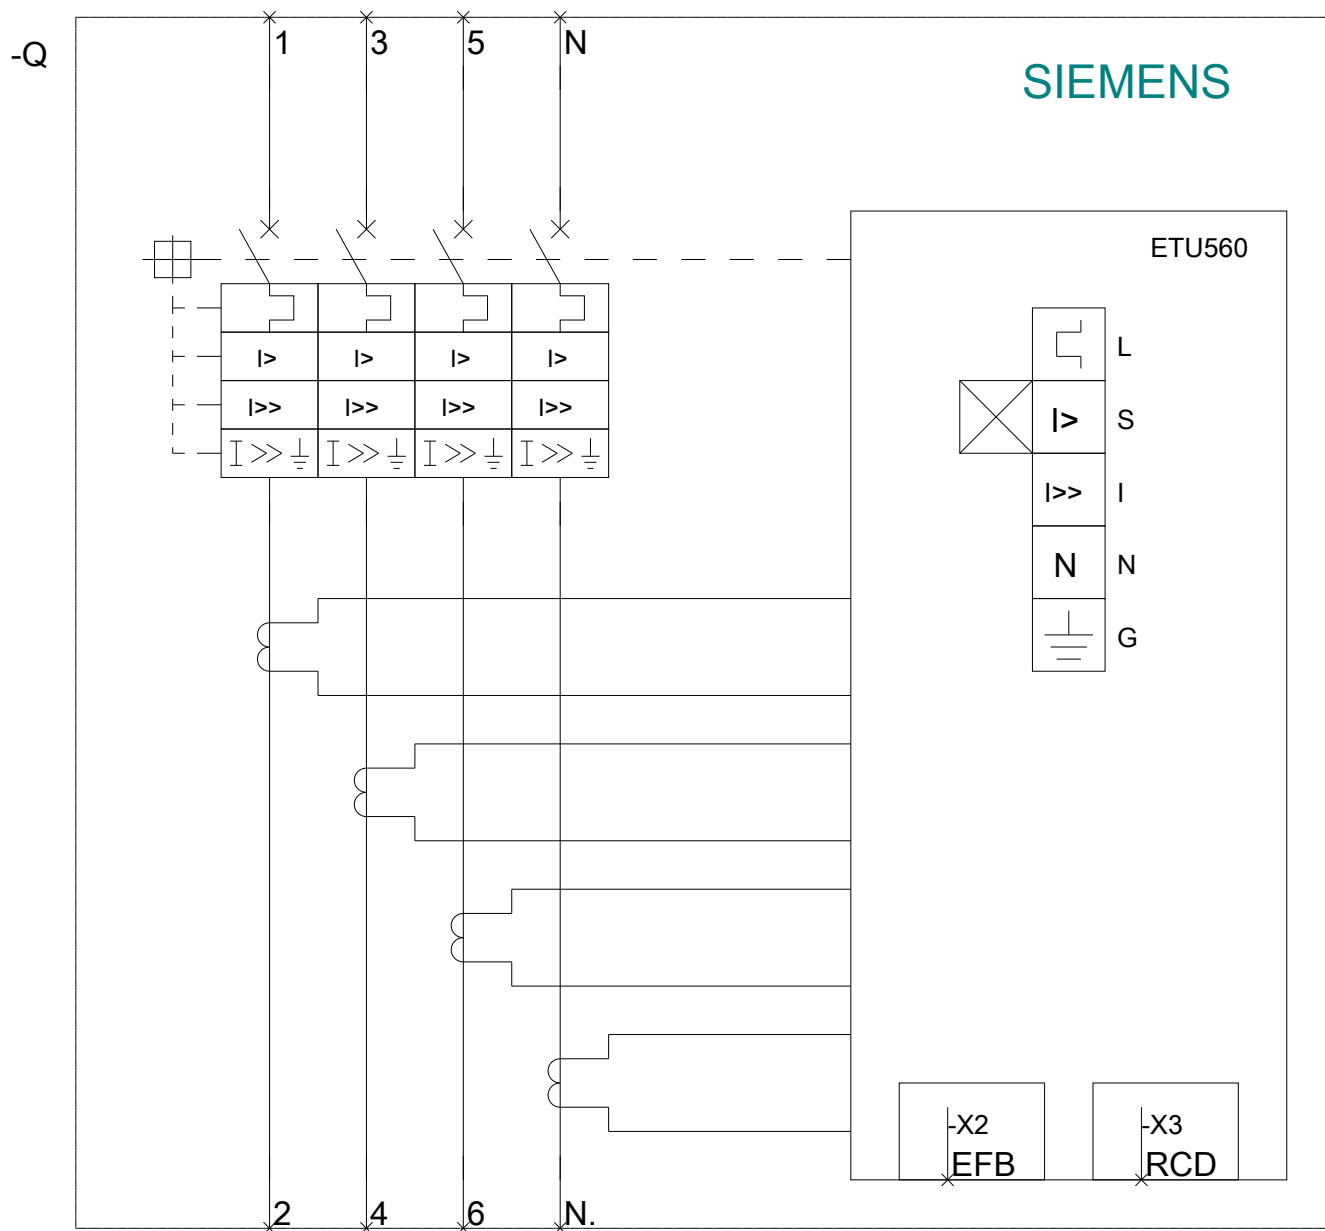 1 3 5 N
-Q
SIEMENS
ETU560
L
I> I> I> I>
I> S
I>> I>> I>> I>>
I>> >> >> >> I
I>> I
N N
G
-X2 -X3
EFB RCD
2 4 6 N.